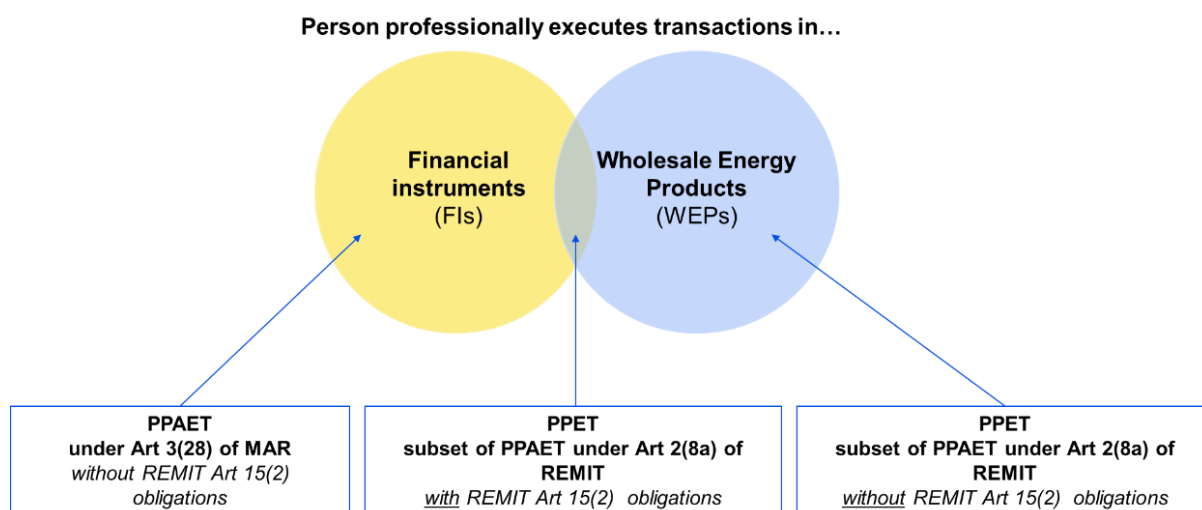 Person professionally executes transactions in…
Financial
instruments
(FIs)
Wholesale Energy
Products
(WEPs)
PPAET
under Art 3(28) of MAR
without REMIT Art 15(2)
obligations
PPET
subset of PPAET under Art 2(8a) of
REMIT
with REMIT Art 15(2) obligations
PPET
subset of PPAET under Art 2(8a) of
REMIT
without REMIT Art 15(2) obligations